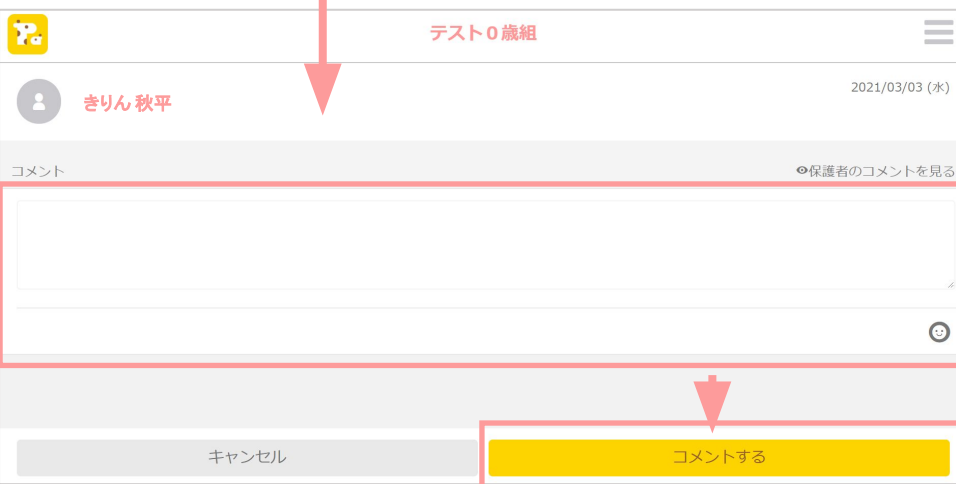 テスト０歳組
2021/03/03 (水)
きりん 秋平
コメント
保護者のコメントを見る
キャンセル
コメントする